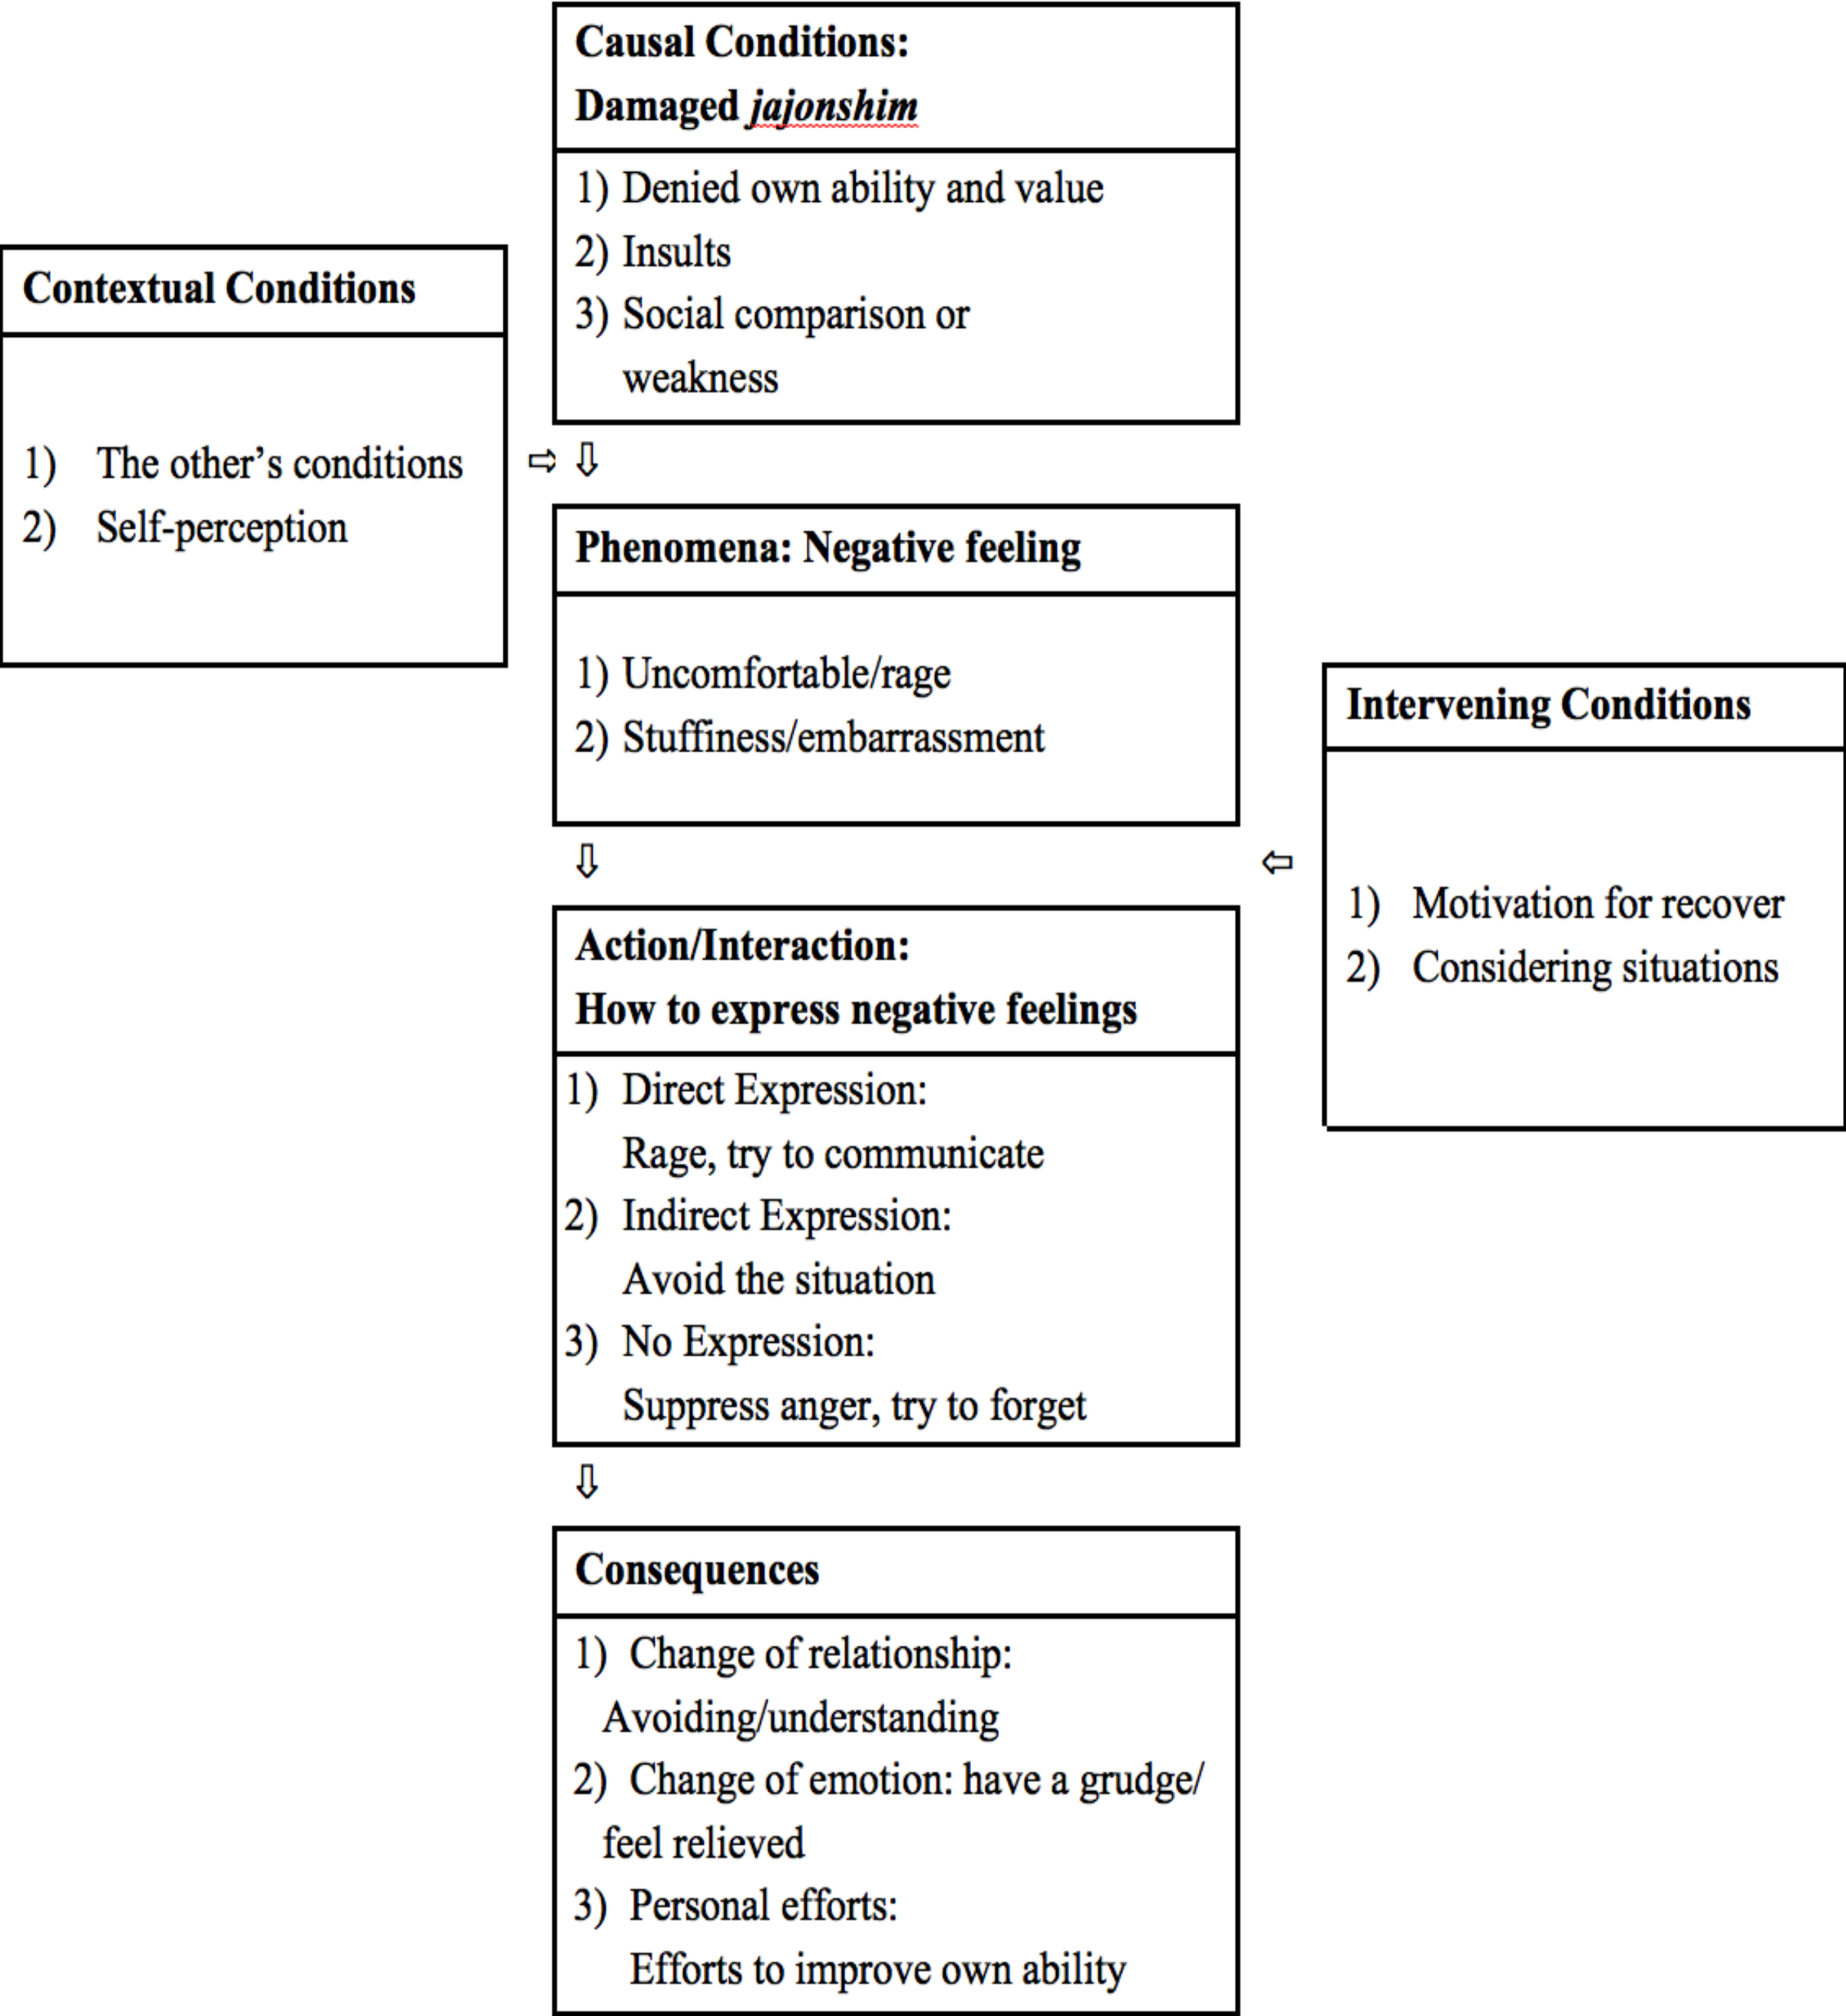 Causal Conditions:
Damaged jajonshim
1) Denied own ability and value
2) Insults
3) Social comparison or
weakness
Contextual Conditions
1) The other’s conditions
2) Self-perception
⇨ ⇩
Phenomena: Negative feeling
1) Uncomfortable/rage
2) Stuffiness/embarrassment
Intervening Conditions
1) Motivation for recover
2) Considering situations
⇩
⇦
Action/Interaction:
How to express negative feelings
1) Direct Expression:
Rage, try to communicate
2) Indirect Expression:
Avoid the situation
3) No Expression:
Suppress anger, try to forget
⇩
Consequences
1) Change of relationship:
Avoiding/understanding
2) Change of emotion: have a grudge/
feel relieved
3) Personal efforts:
Efforts to improve own ability